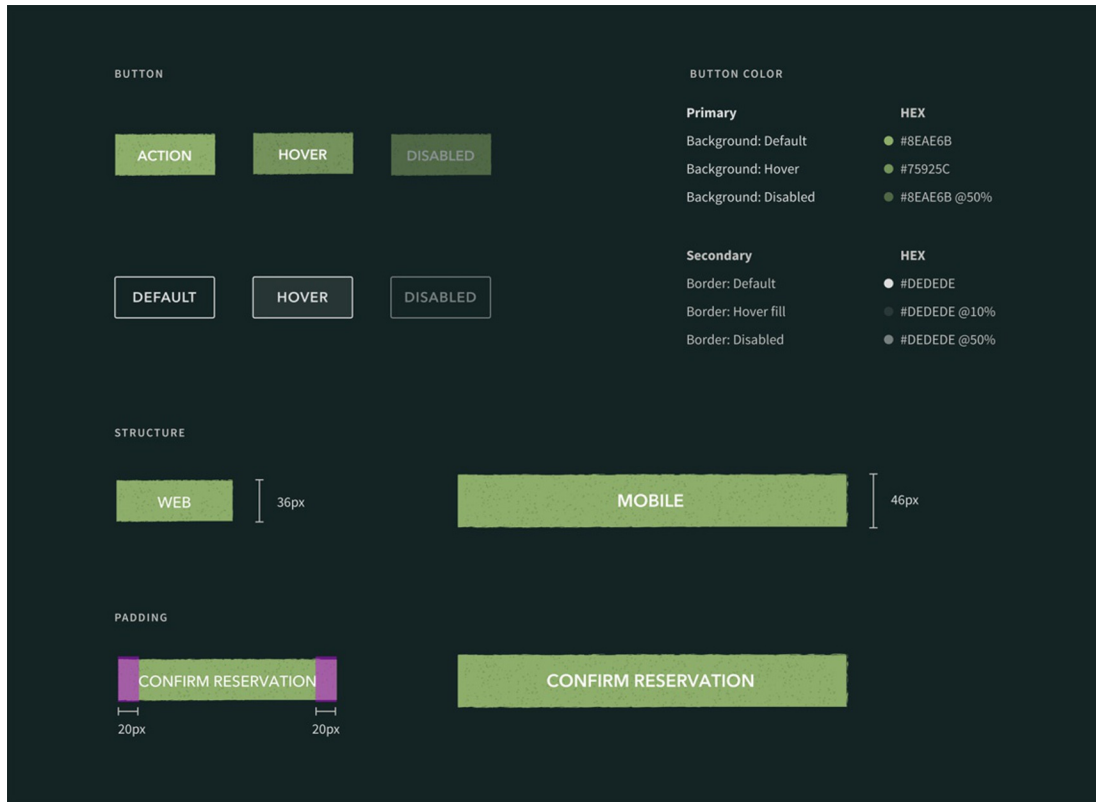 BUTTON
ACTION
HOVER
DISABLED
DEFAULT
HOVER
DISABLED
BUTTON COLOR
Primary HEX
Background: Default #8EAE6B
Background: Hover #75925C
Background: Disabled #8EAE6B @50%
Secondary HEX
Border: Default #DEDEDE
Border: Hover fill #DEDEDE @10%
Border: Disabled #DEDEDE @50%
STRUCTURE
WEB
36px
MOBILE
46px
PADDING
CONFIRM RESERVATION
20px
20px
CONFIRM RESERVATION